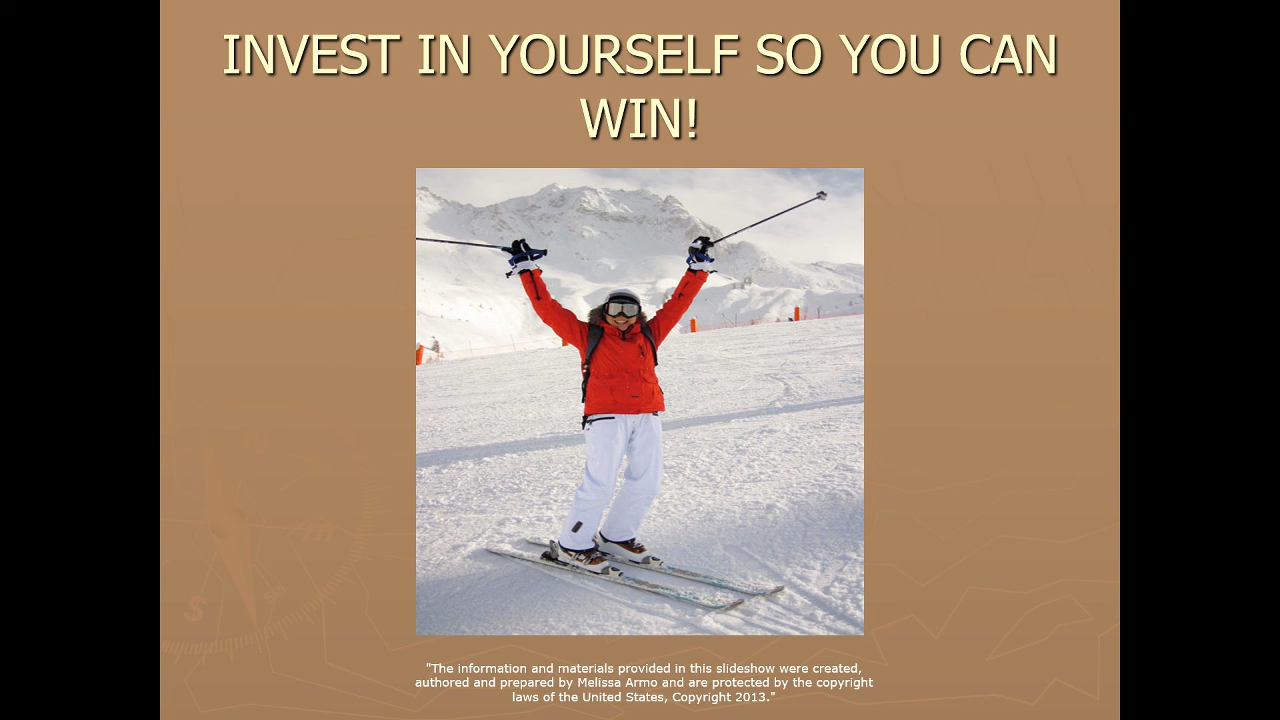 INVEST IN YOURSELF SO YOU CAN
WIN!
"The information and materials provided in this slideshow were created,
authored and prepared by Melissa Armo and are protected by the copyright
laws of the United States, Copyright 2013."